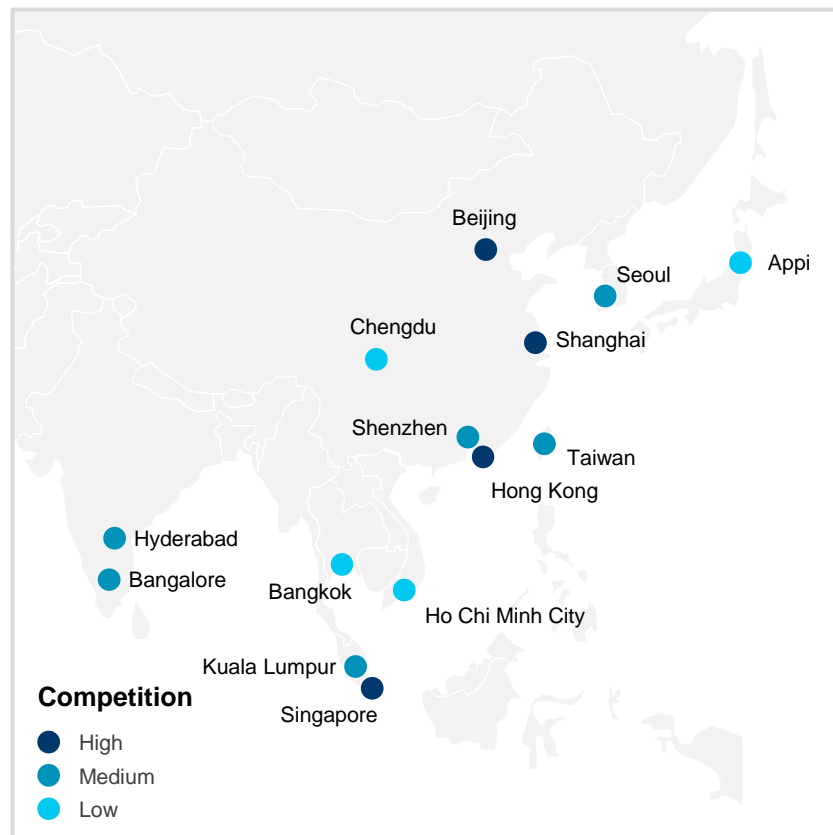 Beijing
Appi
Seoul
Chengdu
Shanghai
Shenzhen
Taiwan
Hong Kong
Hyderabad
Bangalore
Bangkok
Ho Chi Minh City
Kuala Lumpur
Singapore
Competition
High
Medium
Low